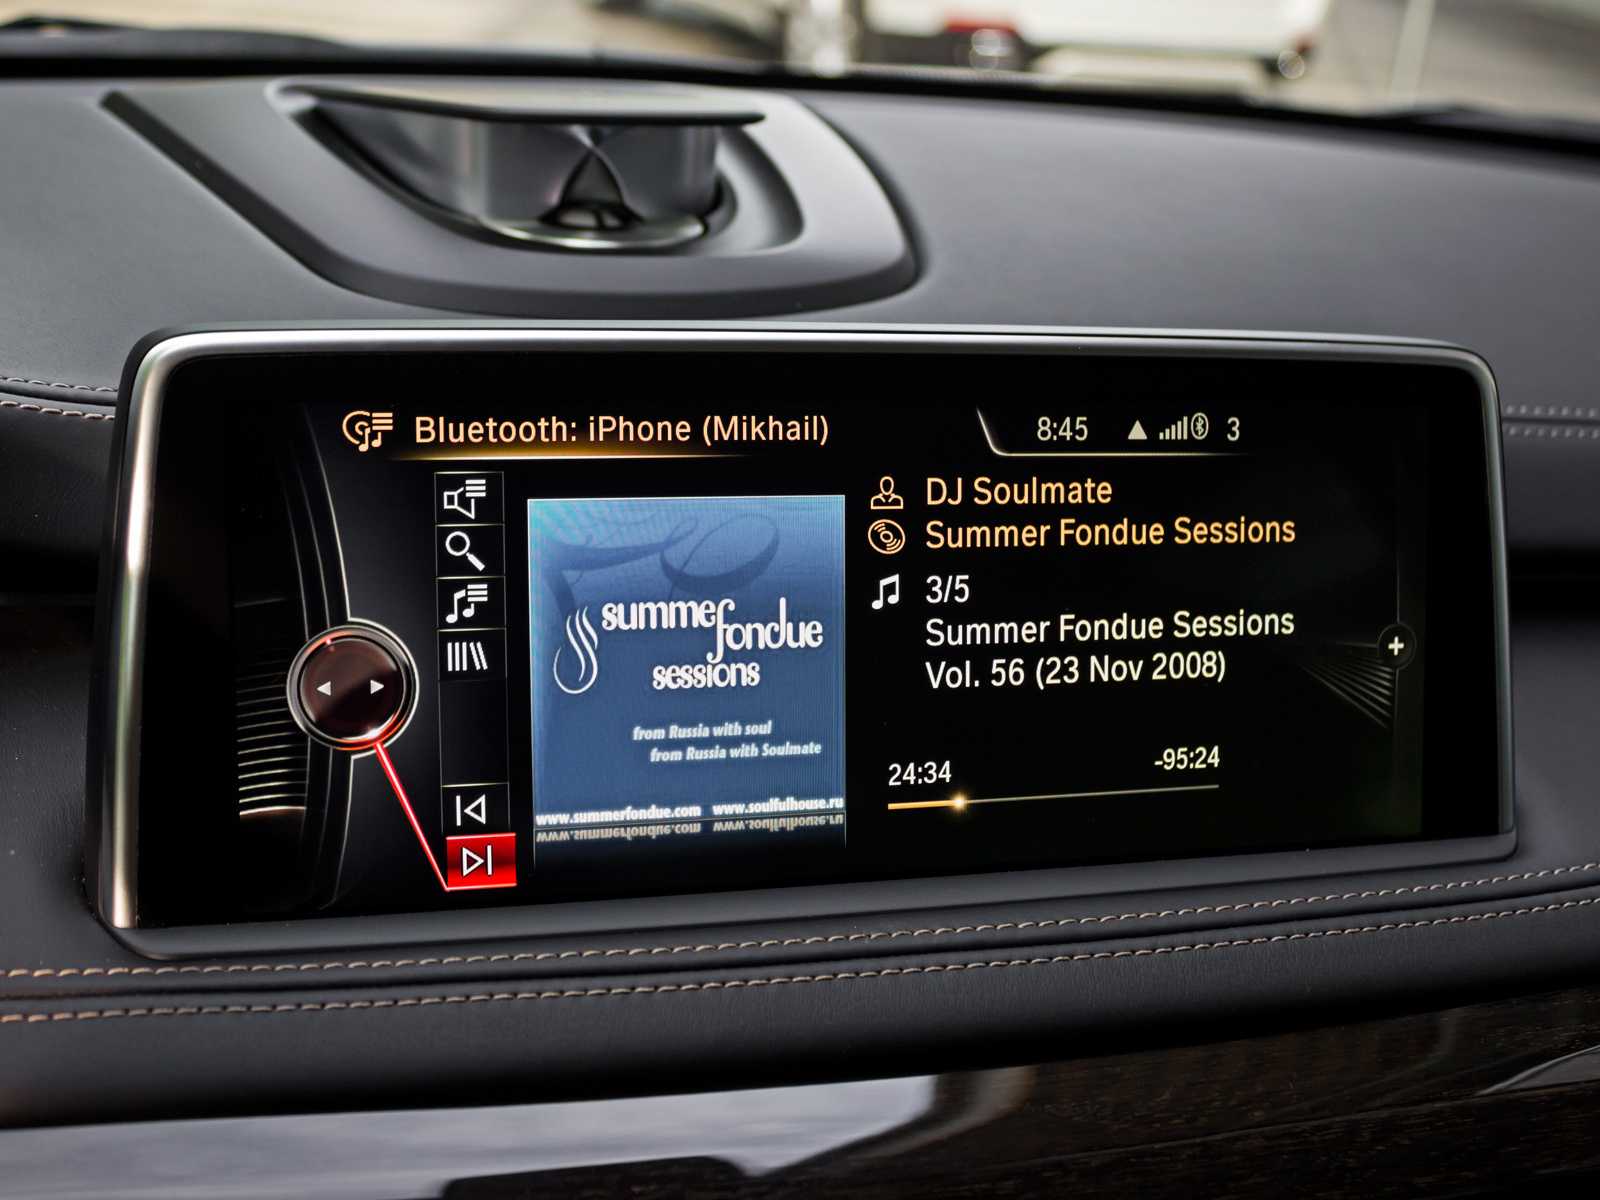 Bluetooth: iPhone (Mikhail)
8:45 3
DJ Soulmate
Summer Fondue Sessions
3/5
Summer Fondue Sessions
Vol. 56 (23 Nov 2008)
24:34 -95:24
summer fondue
sessions
from Russia with soul
from Russia with Soulmate
www.summerfondue.com www.soulfulhouse.ru